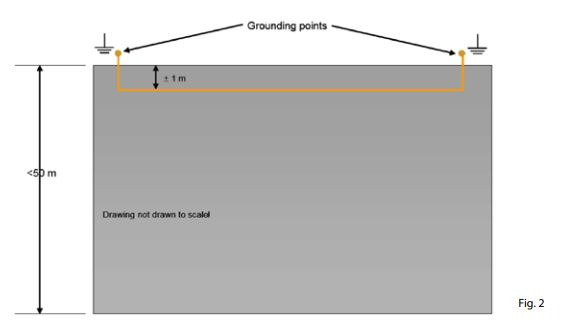 Grounding points
± 1 m
<50 m
Drawing not drawn to scale!
Fig. 2